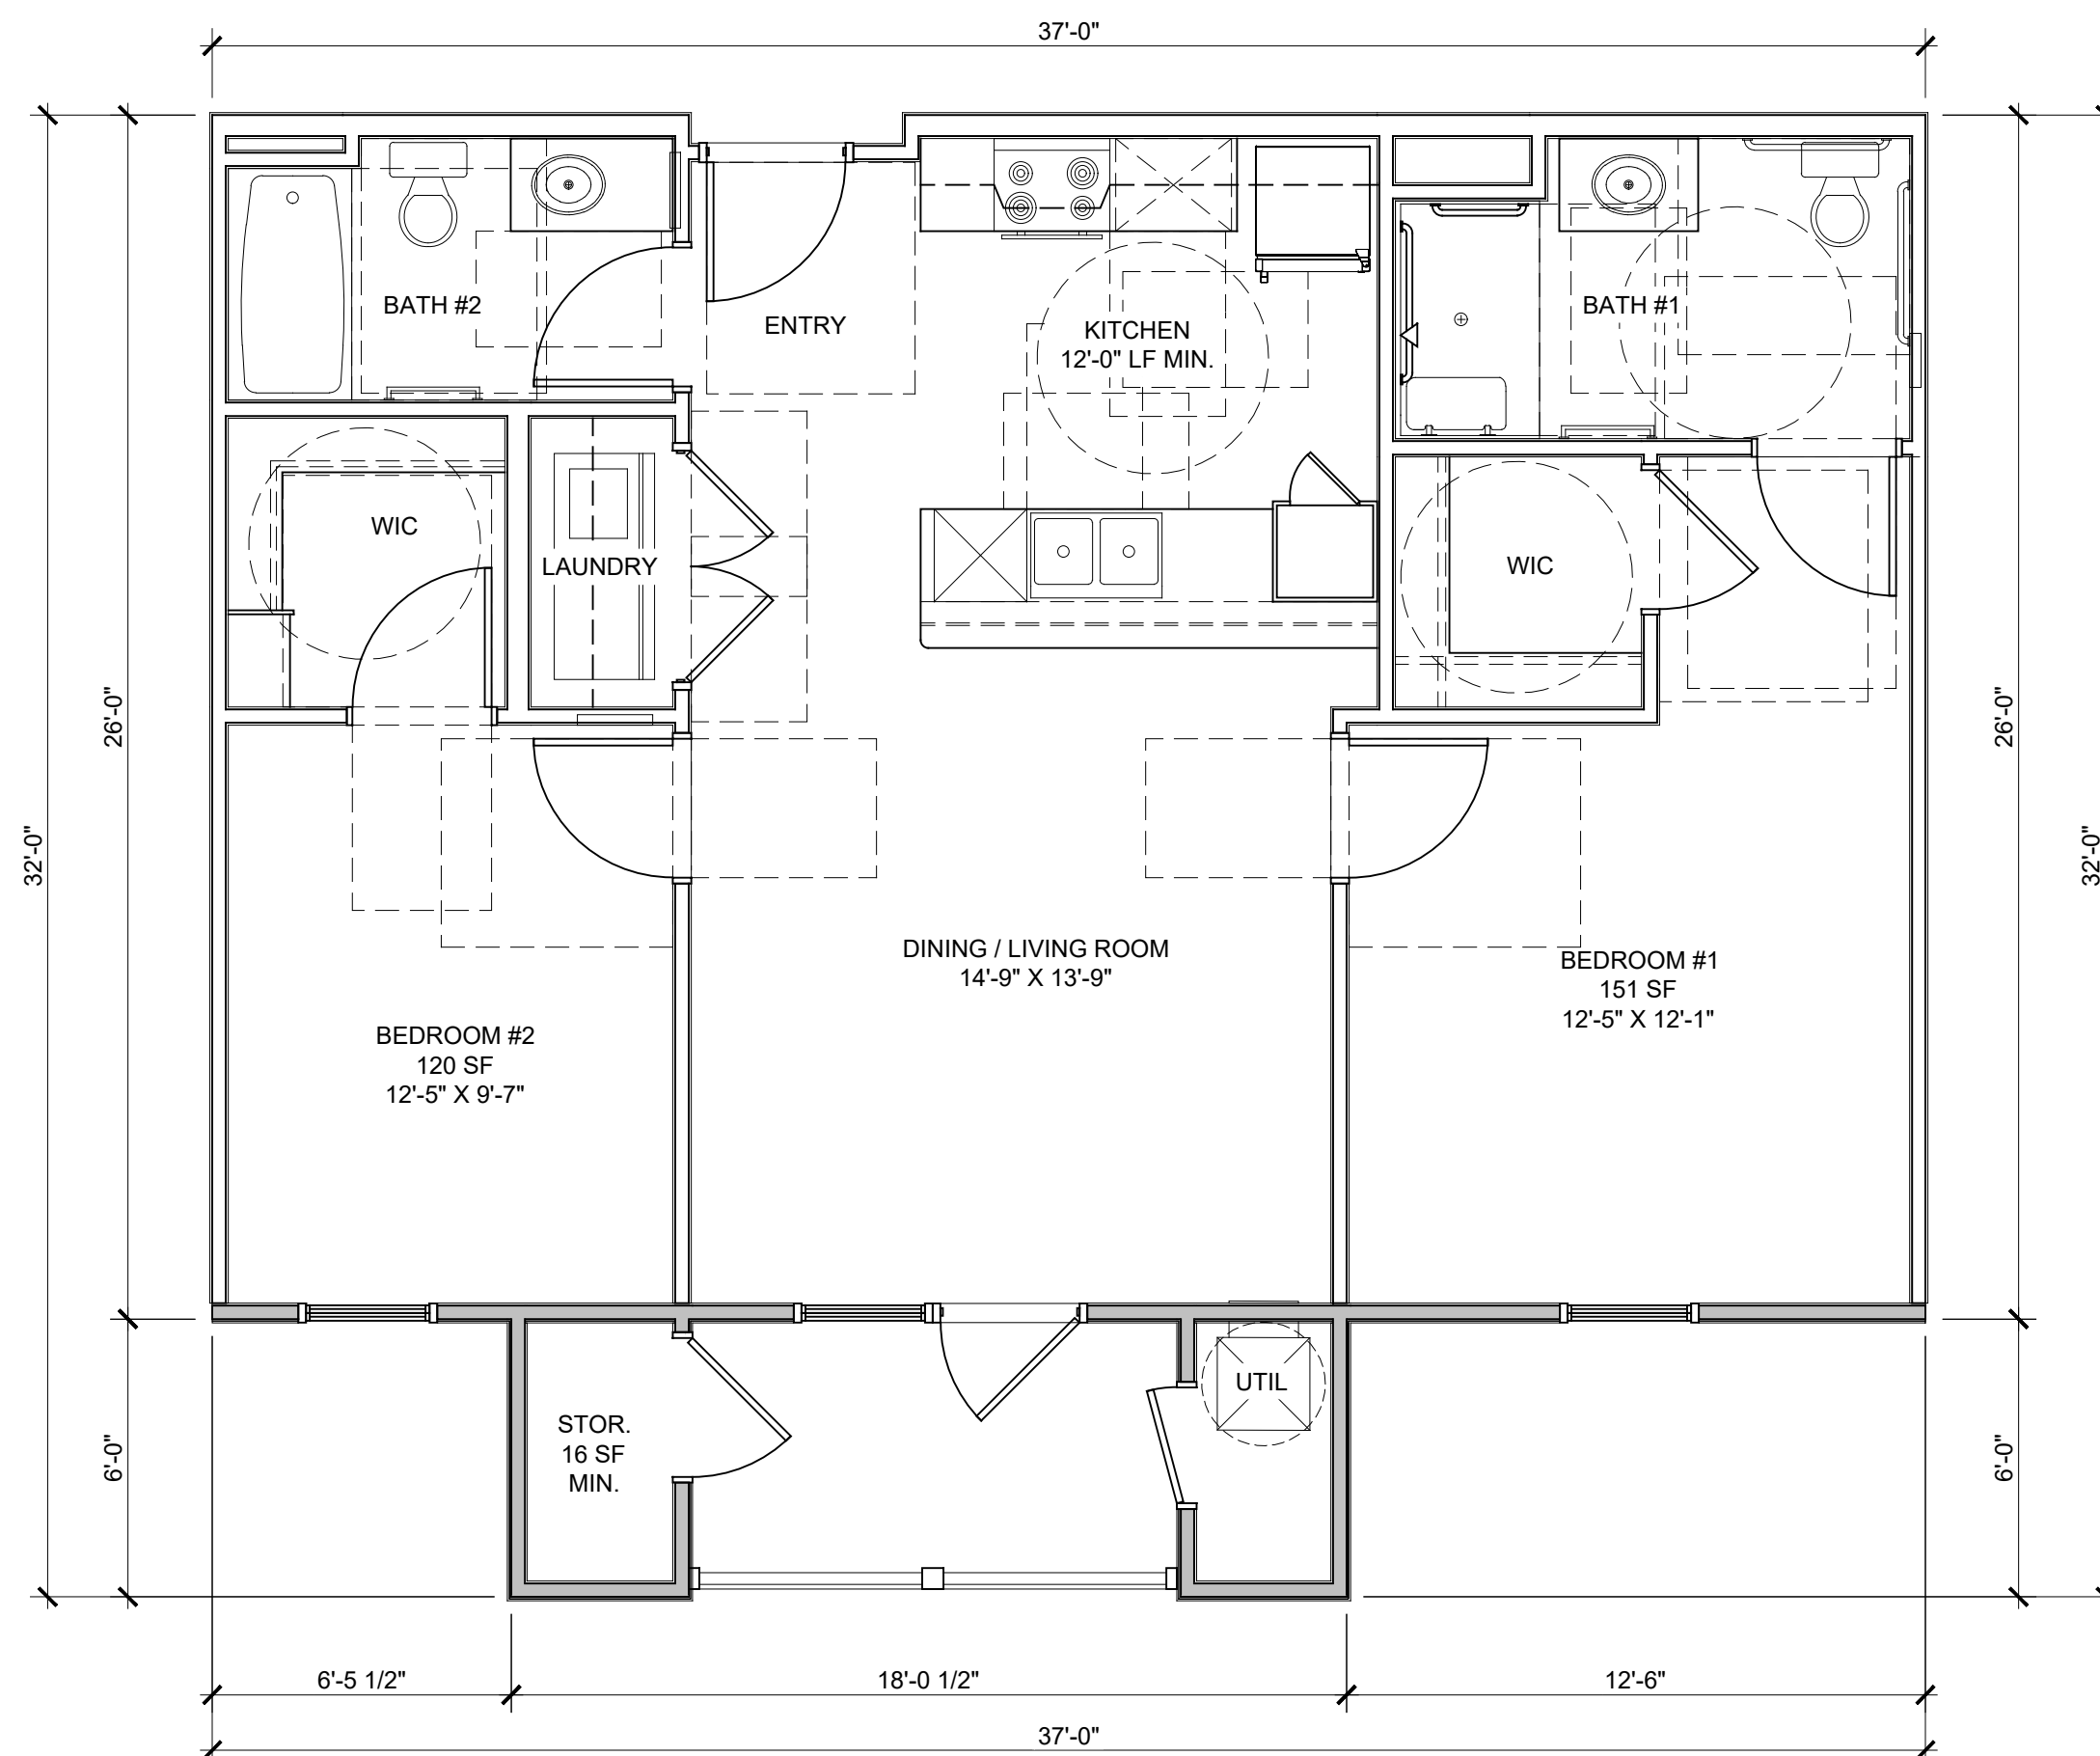 37'-0"
BATH #2
ENTRY
KITCHEN
12'-0" LF MIN.
BATH #1
WIC
LAUNDRY
WIC
26'-0"
26'-0"
32'-0"
32'-0"
DINING / LIVING ROOM
14'-9" X 13'-9"
BEDROOM #1
151 SF
12'-5" X 12'-1"
BEDROOM #2
120 SF
12'-5" X 9'-7"
UTIL
STOR.
16 SF
MIN.
6'-0"
6'-0"
6'-5 1/2"
18'-0 1/2"
12'-6"
37'-0"